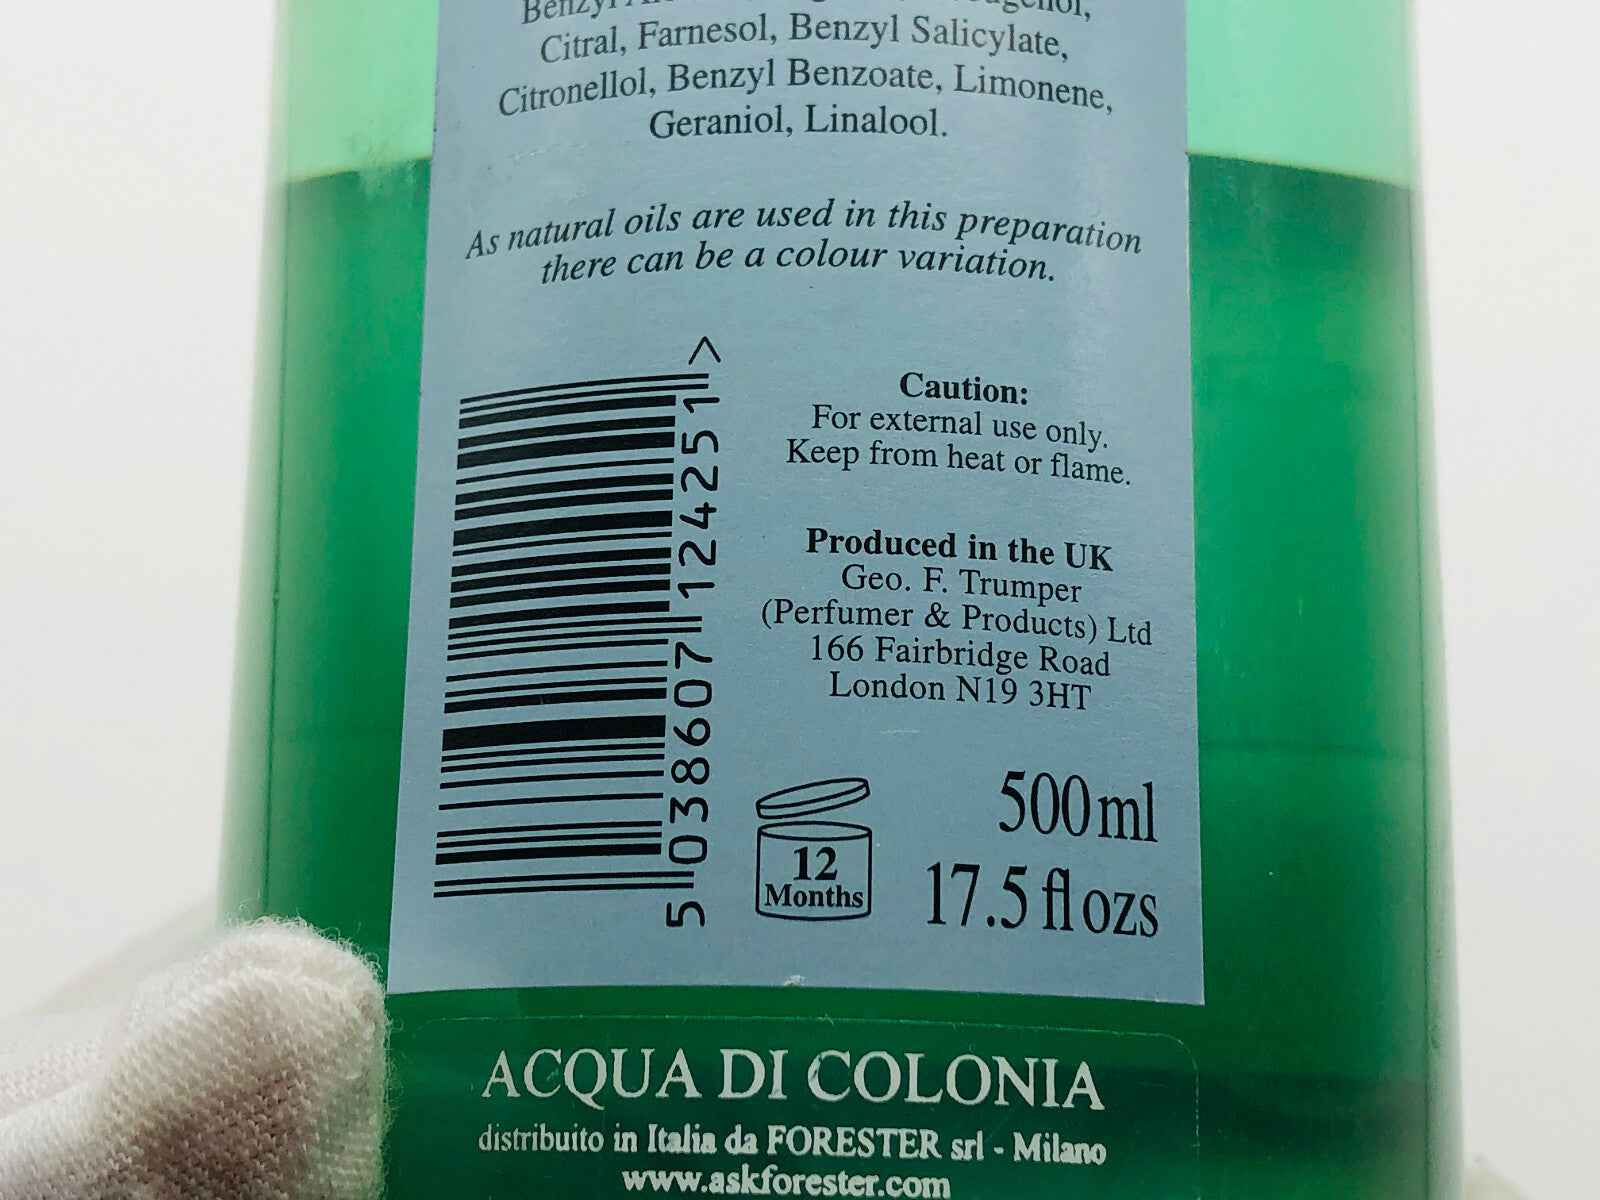 Citral, Farnesol, Benzyl Salicylate,
Citronellol, Benzyl Benzoate, Limonene,
Geraniol, Linalool.
As natural oils are used in this preparation
there can be a colour variation.
5 038607 124251 >
Caution:
For external use only.
Keep from heat or flame.
Produced in the UK
Geo. F. Trumper
(Perfumer & Products) Ltd
166 Fairbridge Road
London N19 3HT
12
Months
500ml
17.5 fl ozs
ACQUA DI COLONIA
distribuito in Italia da FORESTER srl - Milano
www.askforester.com